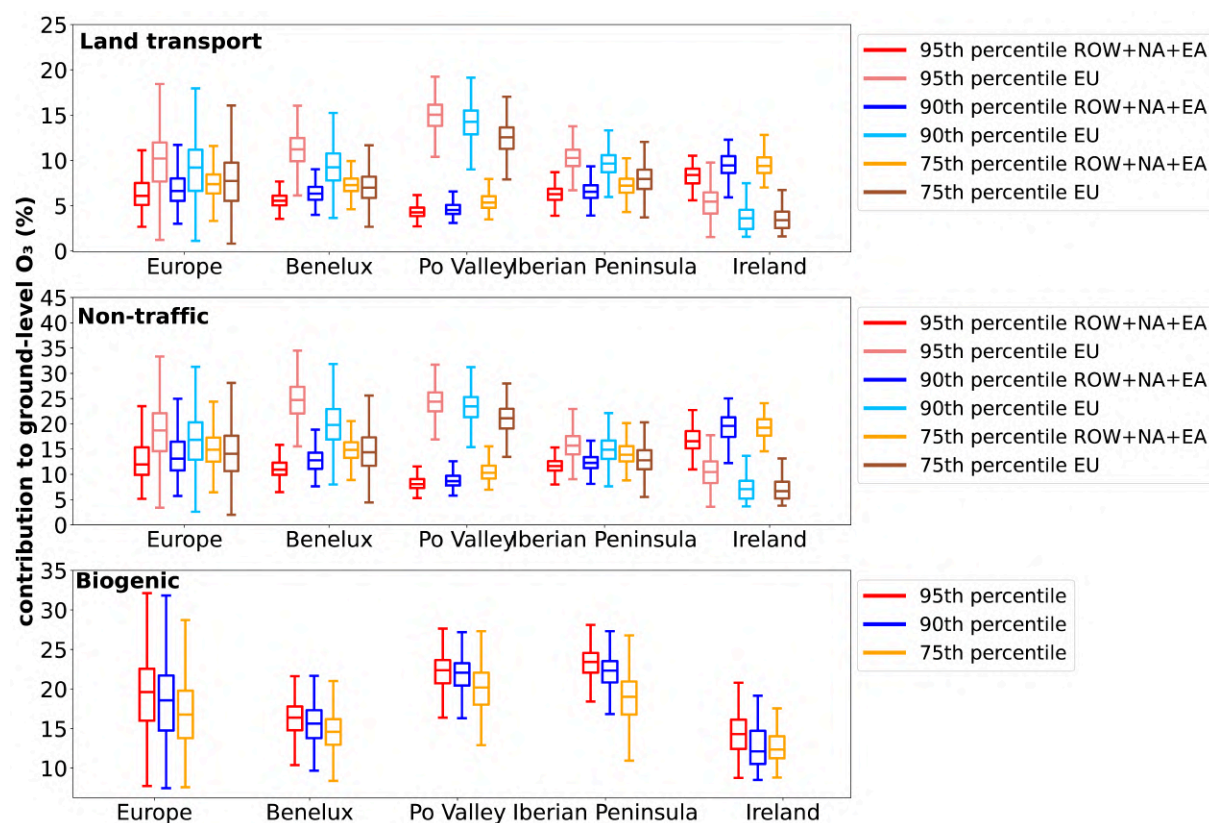 contribution to ground-level O₃ (%)
Land transport
25
20
15
10
5
0
Europe Benelux Po Valley Iberian Peninsula Ireland
95th percentile ROW+NA+EA
95th percentile EU
90th percentile ROW+NA+EA
90th percentile EU
75th percentile ROW+NA+EA
75th percentile EU
Non-traffic
45
40
35
30
25
20
15
10
5
0
Europe Benelux Po Valley Iberian Peninsula Ireland
95th percentile ROW+NA+EA
95th percentile EU
90th percentile ROW+NA+EA
90th percentile EU
75th percentile ROW+NA+EA
75th percentile EU
Biogenic
35
30
25
20
15
10
Europe Benelux Po Valley Iberian Peninsula Ireland
95th percentile
90th percentile
75th percentile